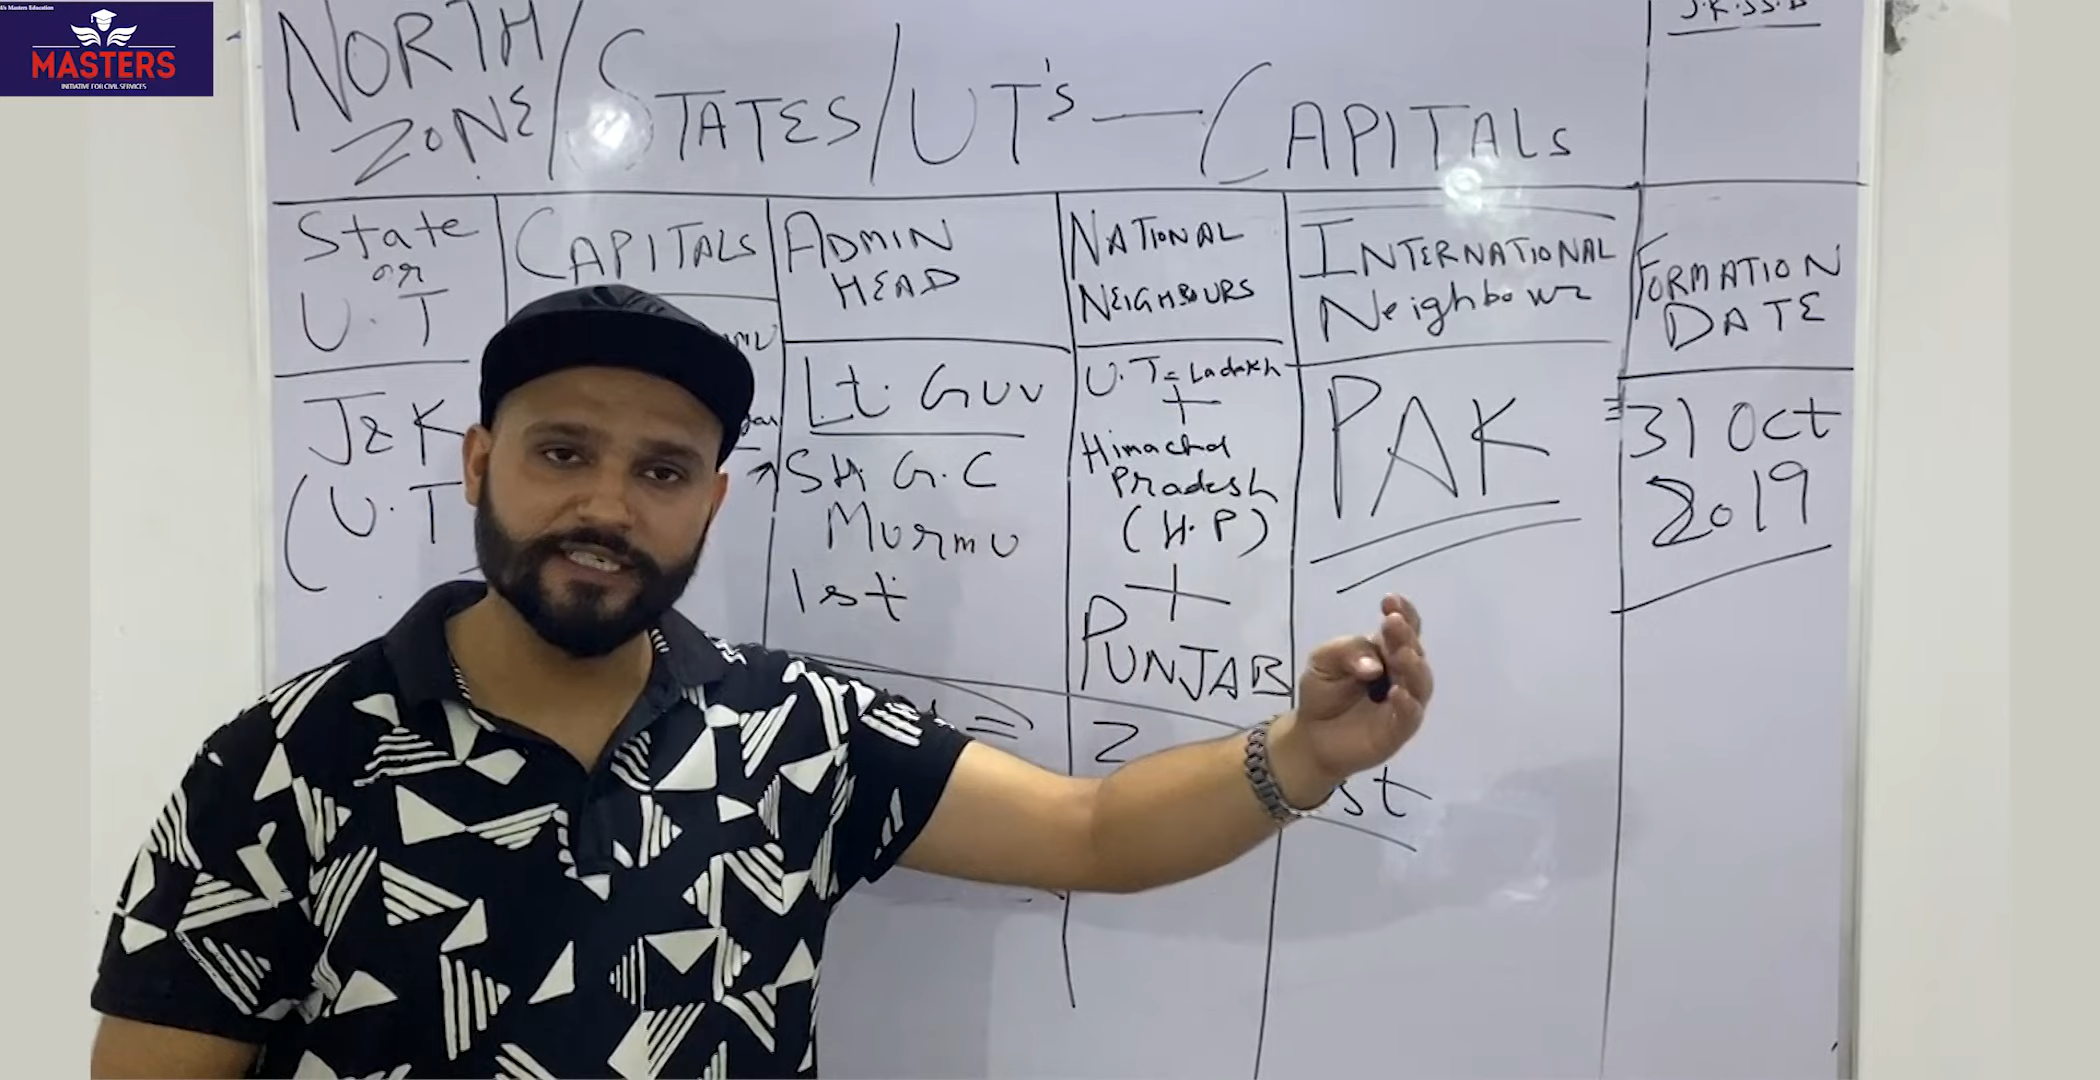 MASTERS
INITIATIVE FOR CIVIL SERVICES
NORTH ZONE/STATES/UT's — CAPITALs
J.K.SS.B
State or U.T
CAPITALS
ADMIN HEAD
NATIONAL NEIGHBOURS
INTERNATIONAL Neighbour
FORMATION DATE
J&K
(U.T
Lt. Guv
SH. G.C
Murmu
1st
U.T = Ladakh
+
Himachal
Pradesh
(H.P)
+
PUNJAB
PAK
31 Oct
2019
=
2
st